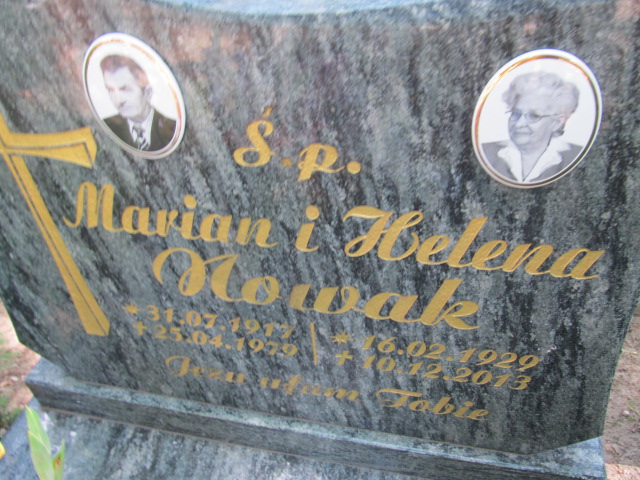 Ś.p.
Marian i Helena
Nowak
* 31.07.1917 | * 16.02.1929
+ 25.04.1979 | + 10.12.2013
Jezu ufam Tobie